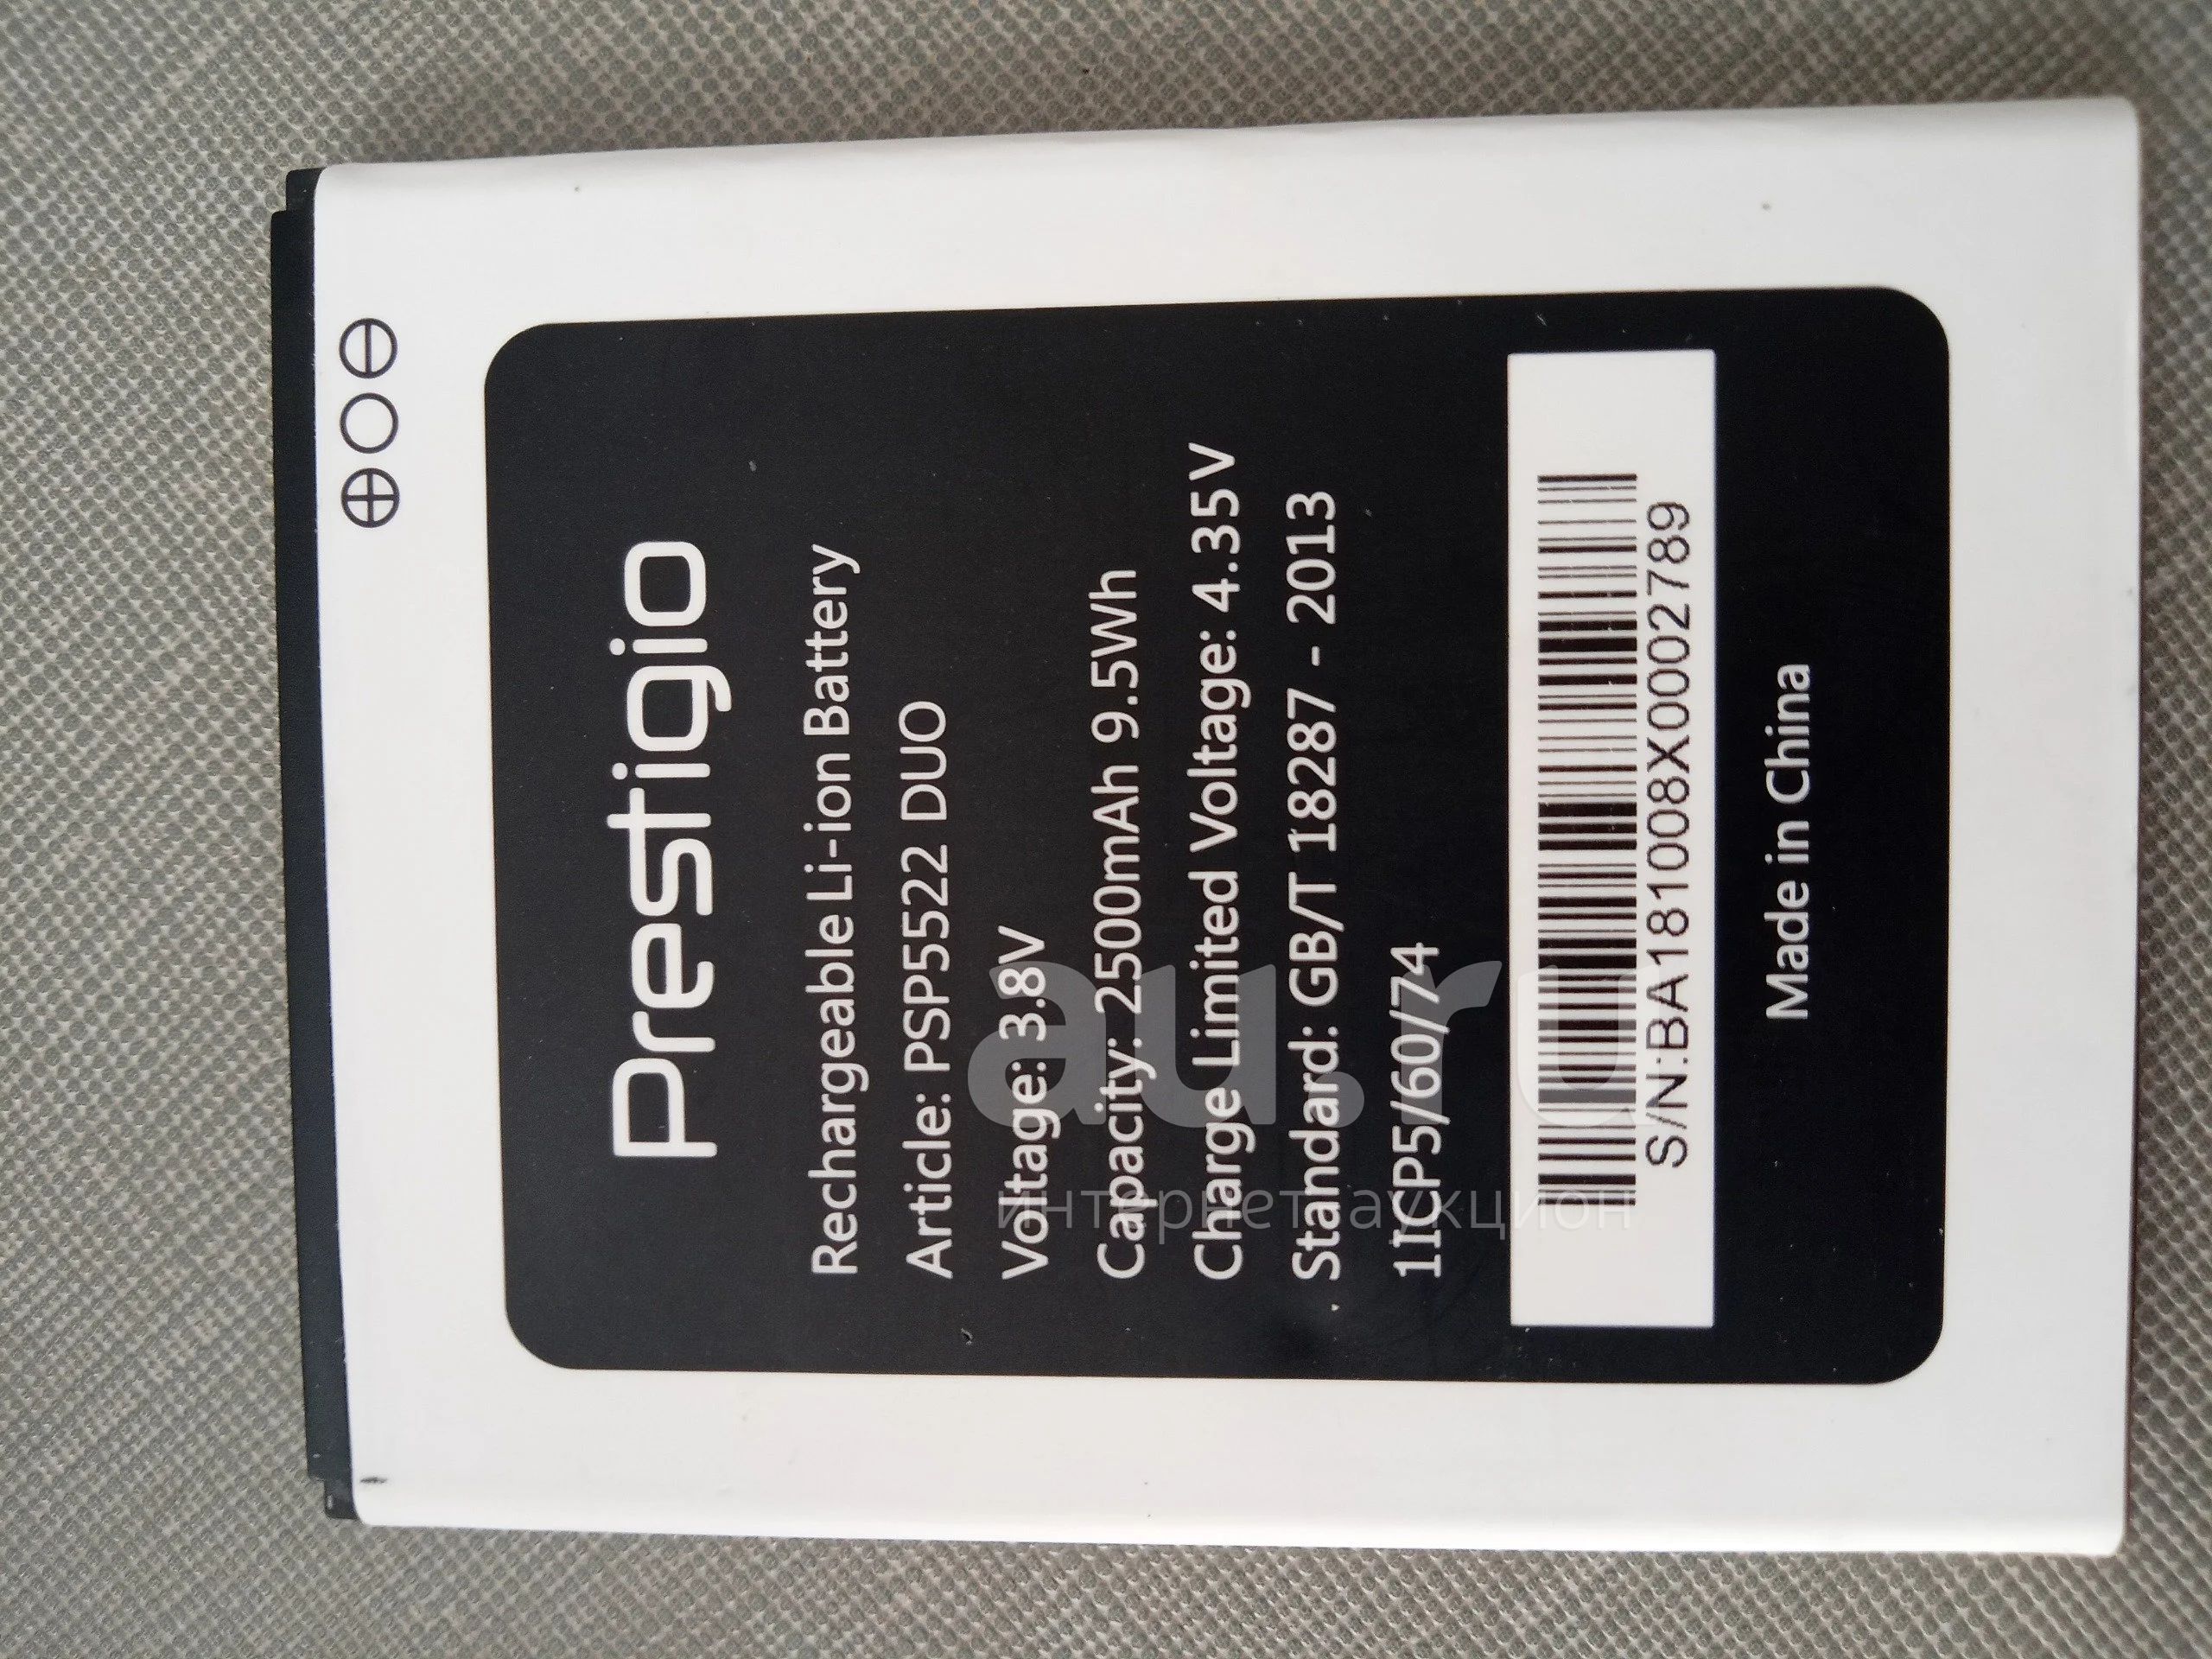 Prestigio
Rechargeable Li-ion Battery
Article: PSP5522 DUO
Voltage: 3.8V
Capacity: 2500mAh 9.5Wh
Charge Limited Voltage: 4.35V
Standard: GB/T 18287 - 2013
1ICP5/60/74
S/N:BA181008X0002789
Made in China
au.ru
интернет аукцион